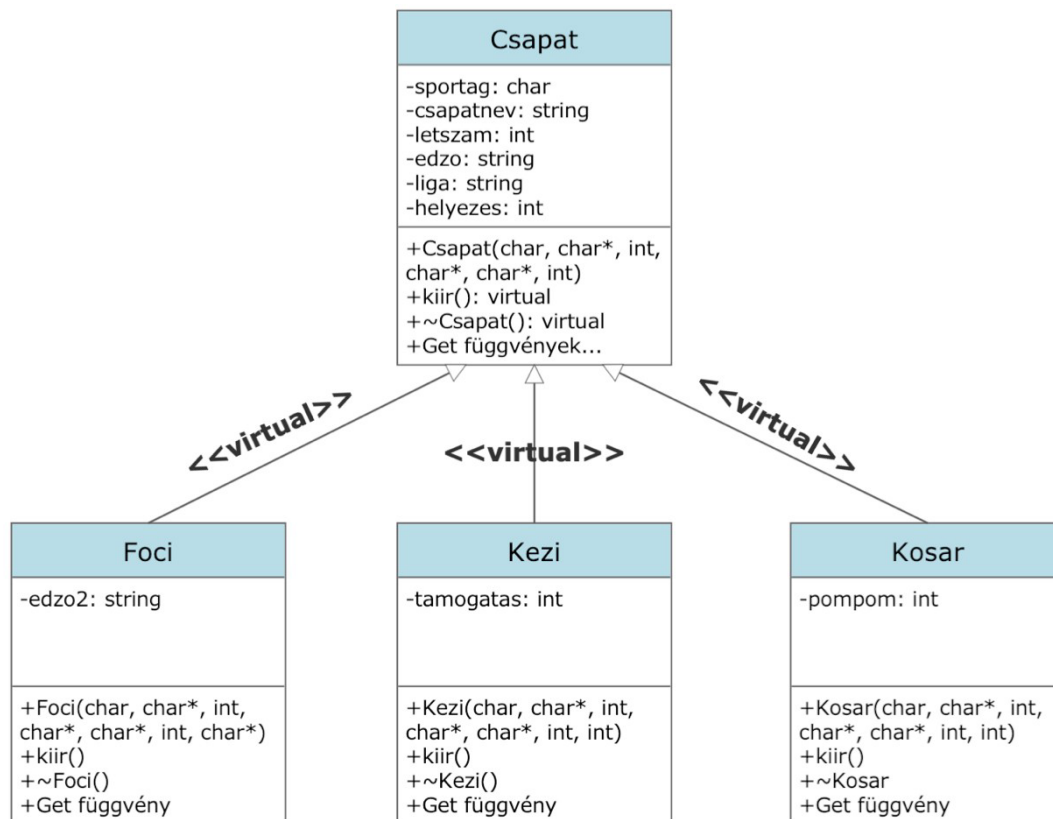 Csapat
-sportag: char
-csapatnev: string
-letszam: int
-edzo: string
-liga: string
-helyezes: int
+Csapat(char, char*, int,
char*, char*, int)
+kiir(): virtual
+~Csapat(): virtual
+Get függvények...
<<virtual>>
<<virtual>>
<<virtual>>
Foci
-edzo2: string
+Foci(char, char*, int,
char*, char*, int, char*)
+kiir()
+~Foci()
+Get függvény
Kezi
-tamogatas: int
+Kezi(char, char*, int,
char*, char*, int, int)
+kiir()
+~Kezi()
+Get függvény
Kosar
-pompom: int
+Kosar(char, char*, int,
char*, char*, int, int)
+kiir()
+~Kosar
+Get függvény